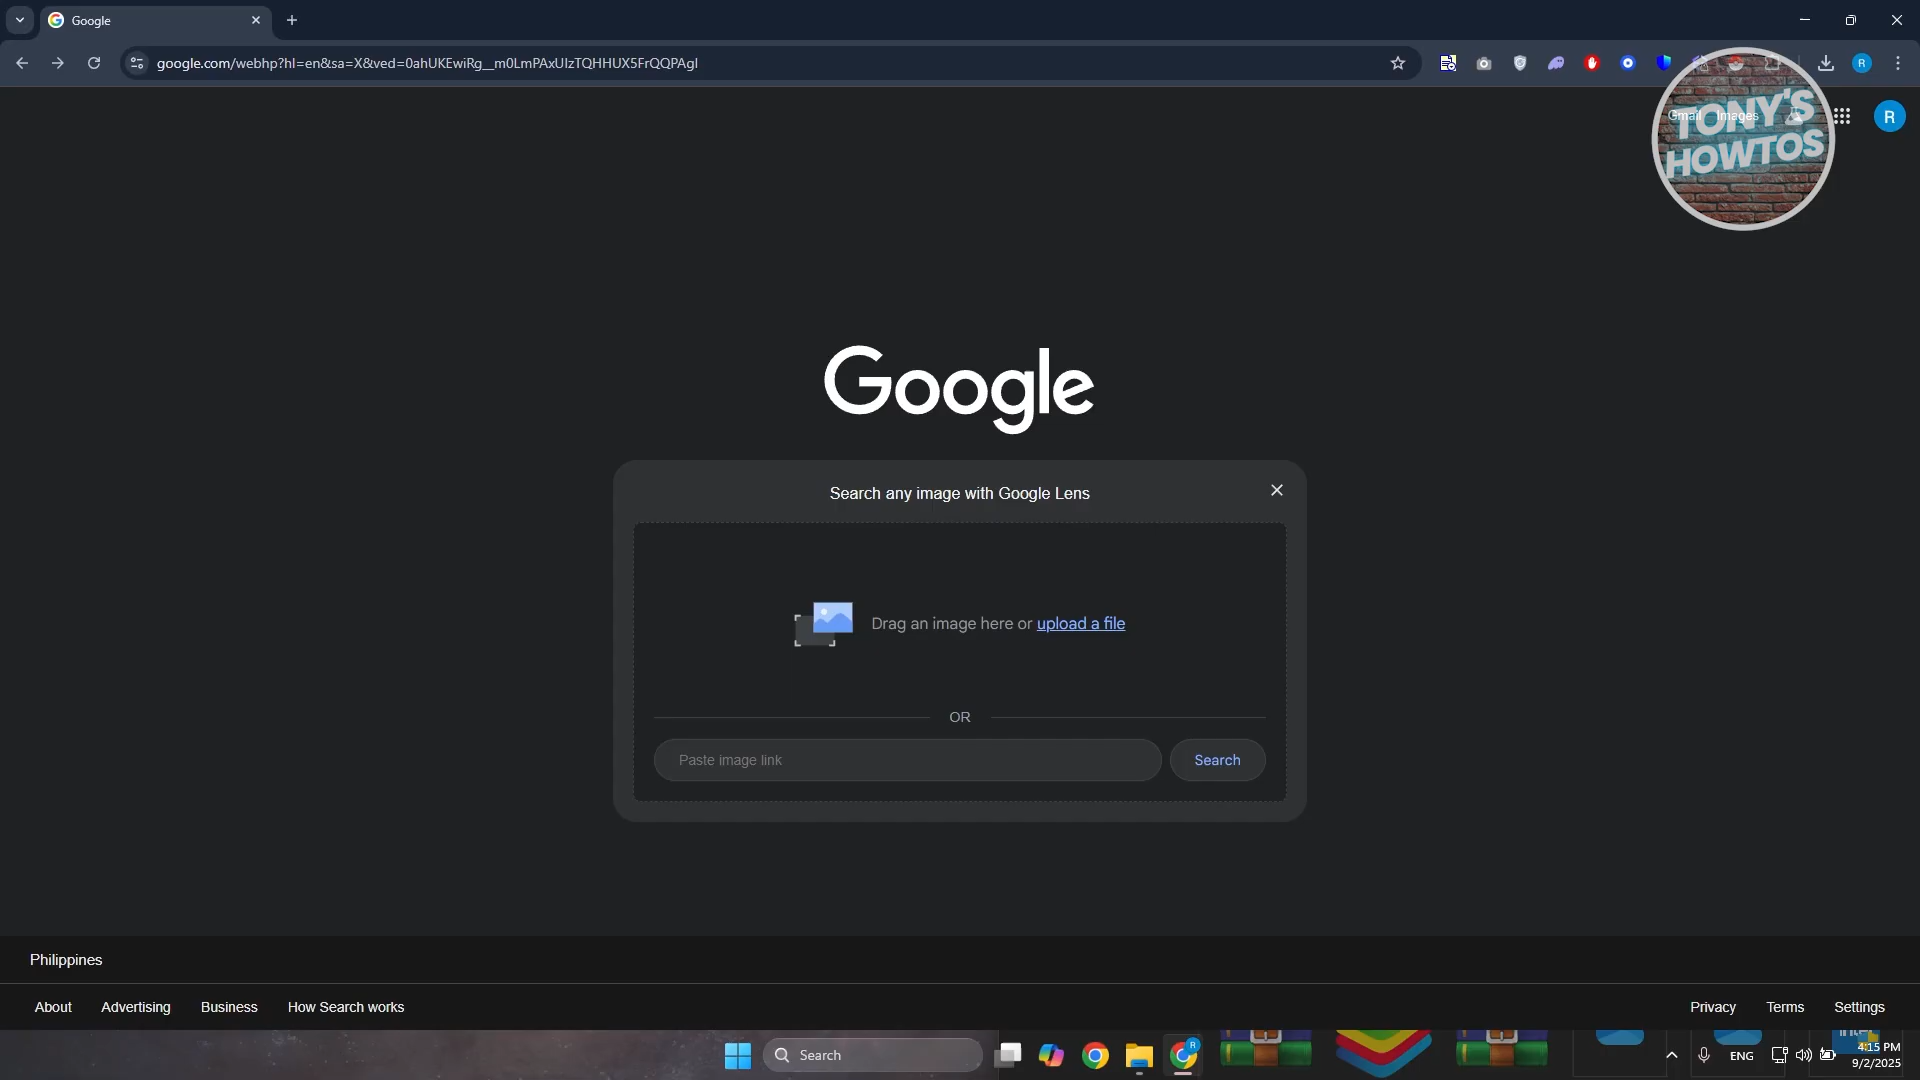 Google
google.com/webhp?hl=en&sa=X&ved=0ahUKEwiRg__m0LmPAxUIzTQHHUX5FrQQPAgI
R
Gmail Images
R
TONY'S
HOWTOS
Google
Search any image with Google Lens
Drag an image here or upload a file
OR
Paste image link
Search
Philippines
About Advertising Business How Search works
Privacy Terms Settings
Search
R
ENG
4:15 PM
9/2/2025